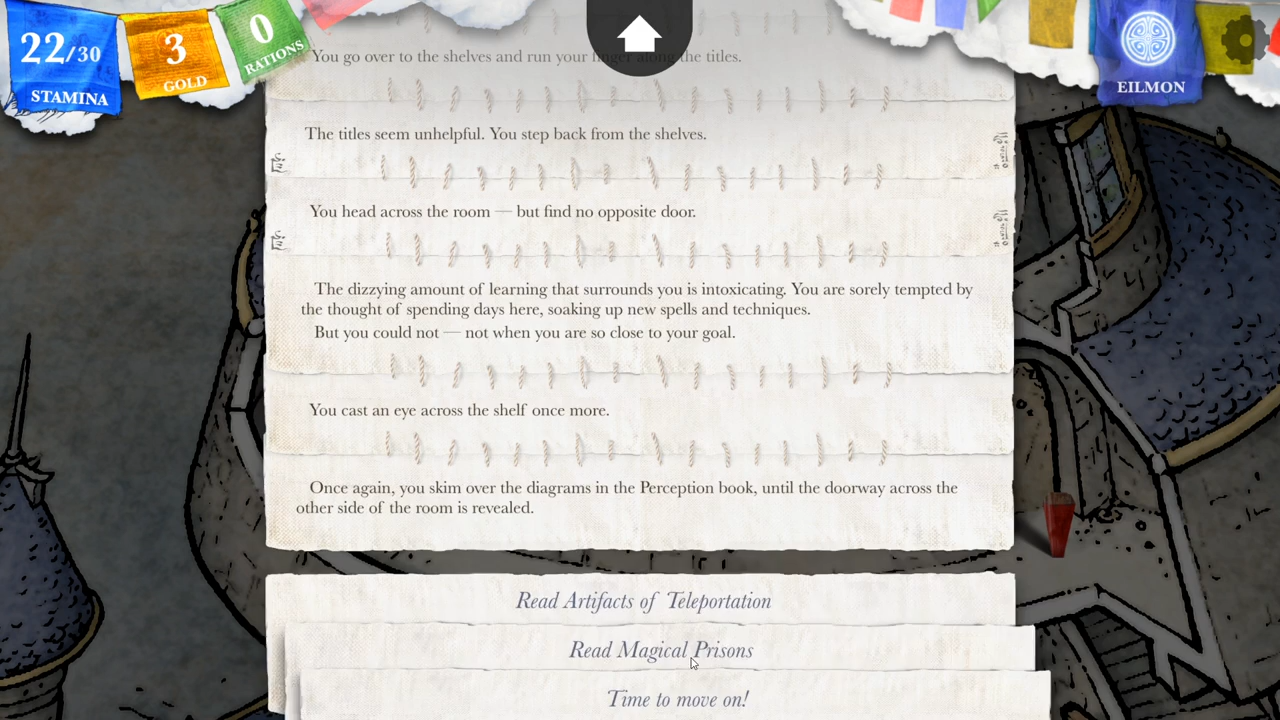 22/30
STAMINA
3
GOLD
0
RATIONS
EILMON
You go over to the shelves and run your finger along the titles.
The titles seem unhelpful. You step back from the shelves.
You head across the room — but find no opposite door.
The dizzying amount of learning that surrounds you is intoxicating. You are sorely tempted by
the thought of spending days here, soaking up new spells and techniques.
But you could not — not when you are so close to your goal.
You cast an eye across the shelf once more.
Once again, you skim over the diagrams in the Perception book, until the doorway across the
other side of the room is revealed.
Read Artifacts of Teleportation
Read Magical Prisons
Time to move on!